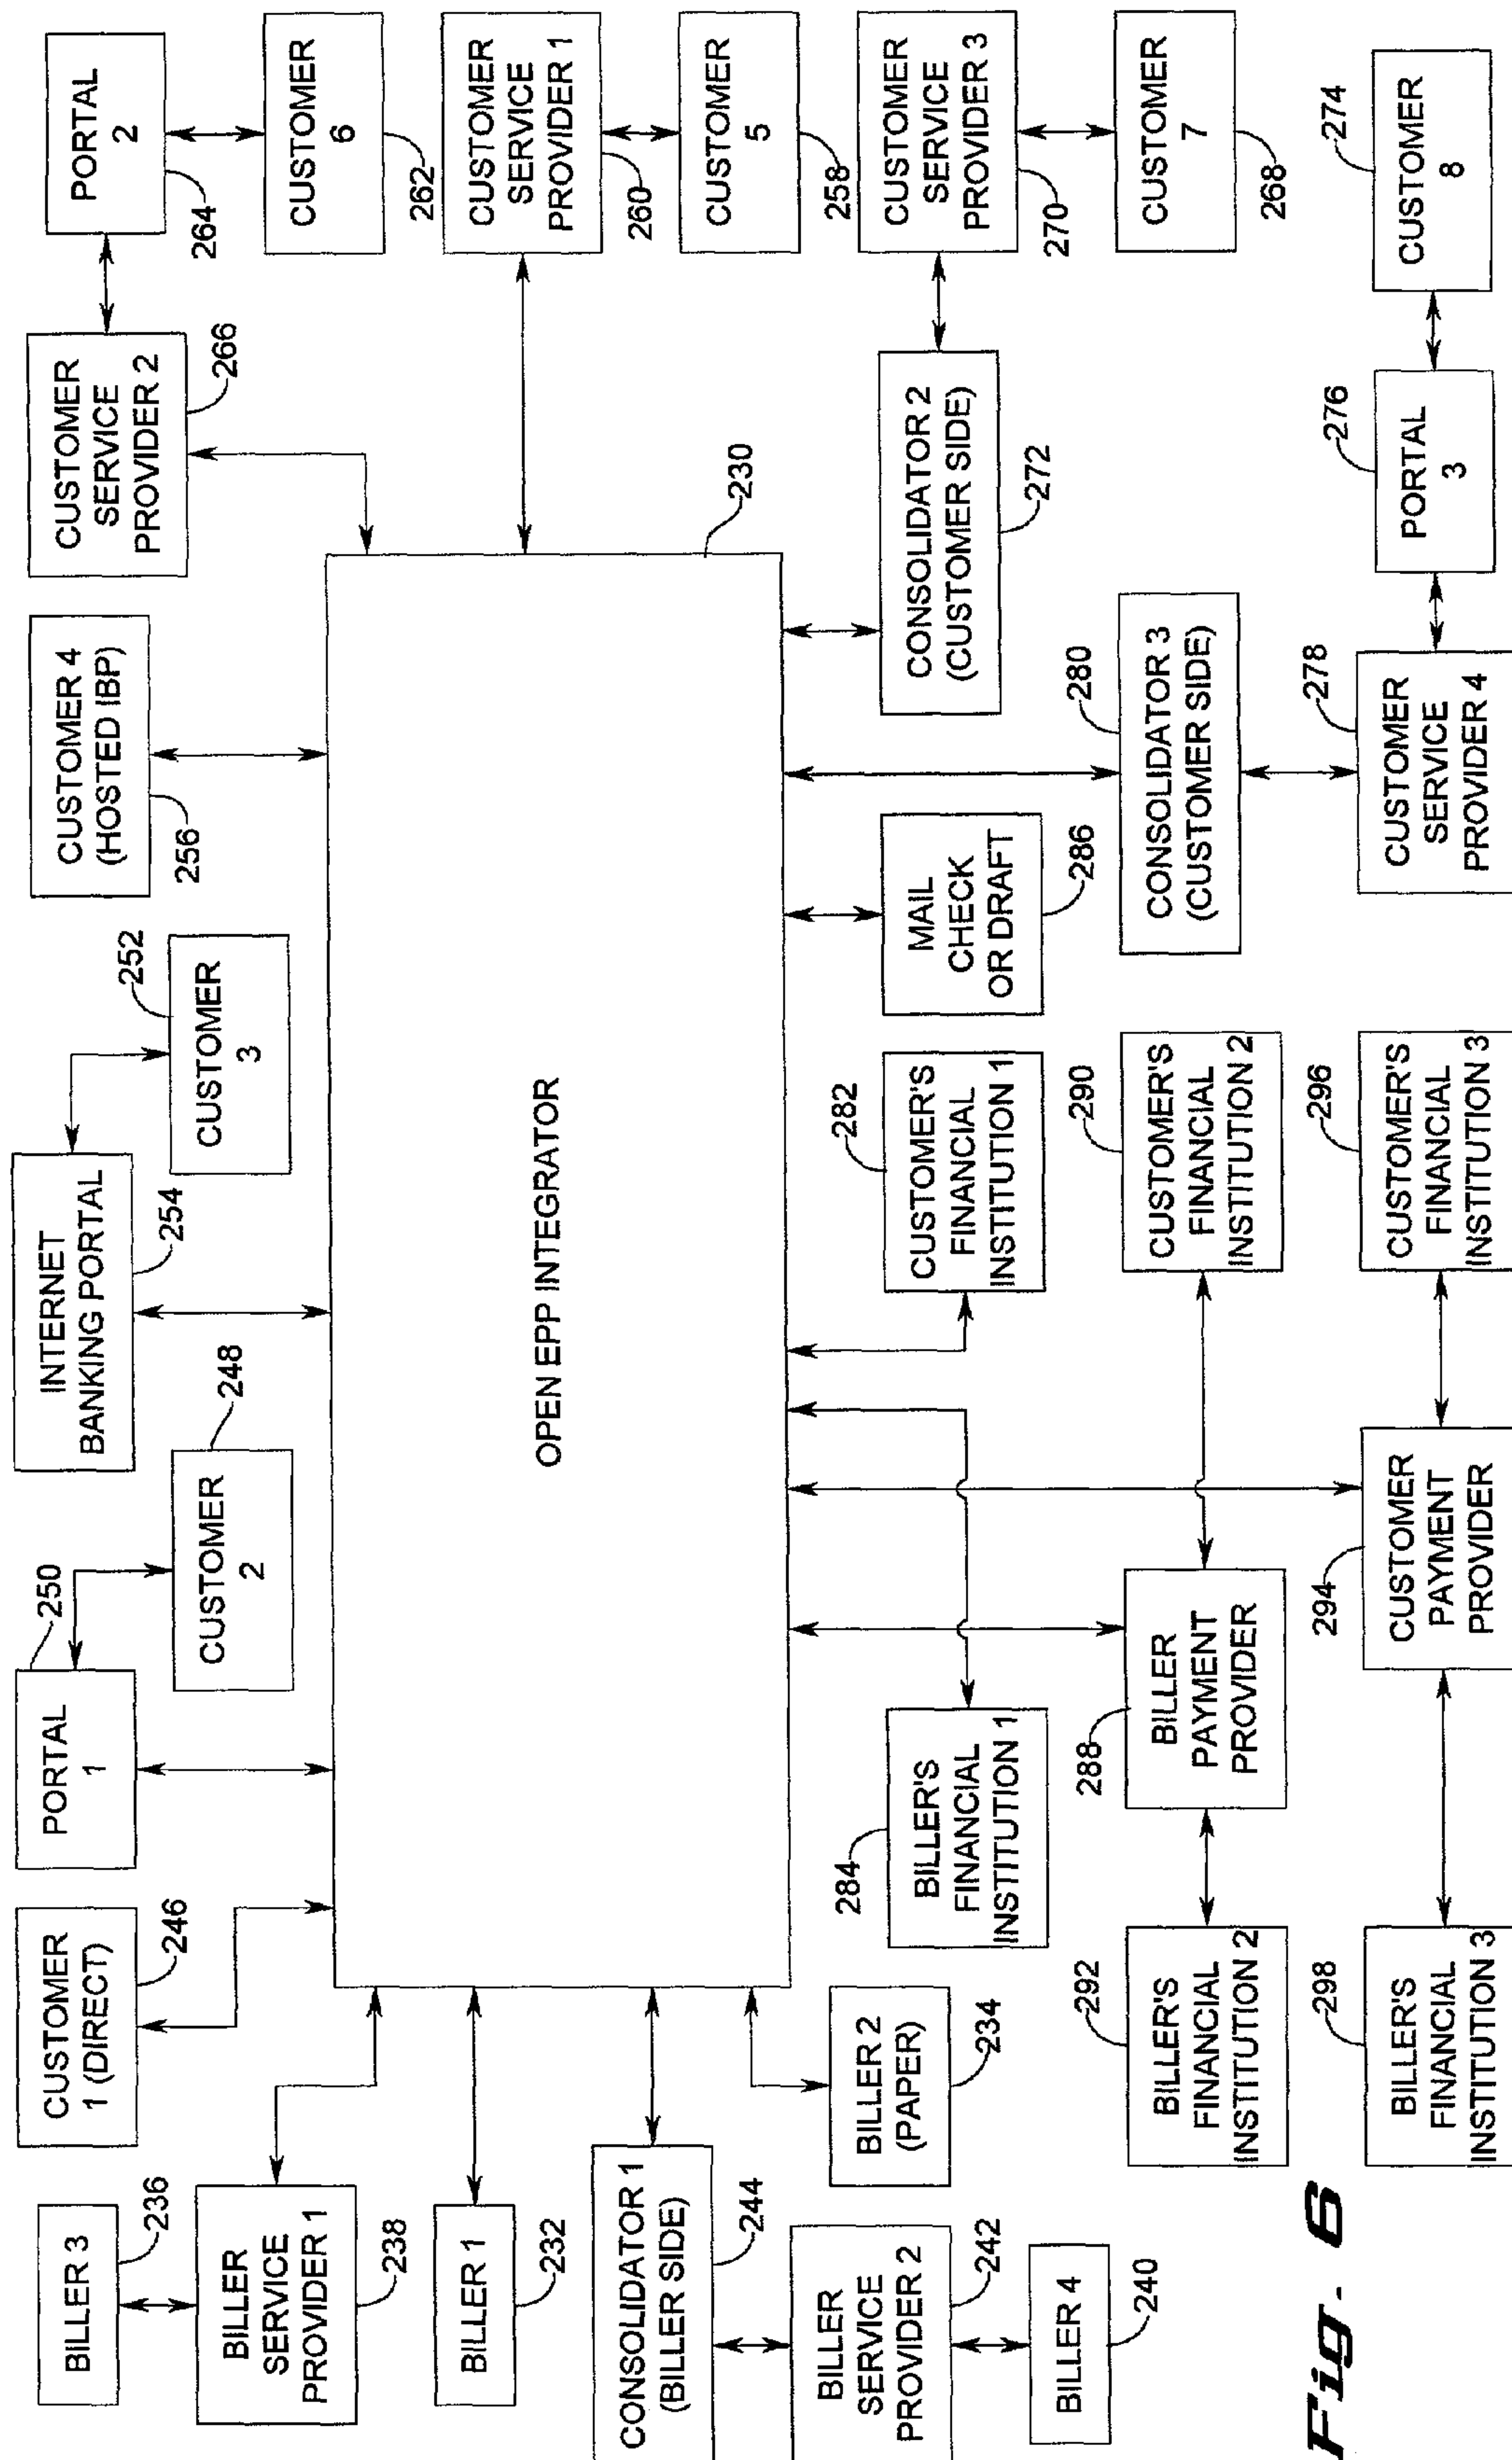 BILLER 3
236
BILLER
SERVICE
PROVIDER 1
238
BILLER 1
232
CONSOLIDATOR 1
(BILLER SIDE)
244
BILLER
SERVICE
PROVIDER 2
242
BILLER 4
240
CUSTOMER
1 (DIRECT)
246
PORTAL
1
250
CUSTOMER
2
248
INTERNET
BANKING PORTAL
254
CUSTOMER
3
252
CUSTOMER 4
(HOSTED IBP)
256
CUSTOMER
SERVICE
PROVIDER 2
266
PORTAL
2
264
CUSTOMER
6
262
CUSTOMER
SERVICE
PROVIDER 1
260
CUSTOMER
5
258
CUSTOMER
SERVICE
PROVIDER 3
270
CUSTOMER
7
268
OPEN EPP INTEGRATOR
230
BILLER 2
(PAPER)
234
BILLER'S
FINANCIAL
INSTITUTION 1
284
CUSTOMER'S
FINANCIAL
INSTITUTION 1
282
MAIL
CHECK
OR DRAFT
286
CONSOLIDATOR 2
(CUSTOMER SIDE)
272
BILLER'S
FINANCIAL
INSTITUTION 2
292
BILLER
PAYMENT
PROVIDER
288
CUSTOMER'S
FINANCIAL
INSTITUTION 2
290
CONSOLIDATOR 3
(CUSTOMER SIDE)
280
BILLER'S
FINANCIAL
INSTITUTION 3
298
CUSTOMER
PAYMENT
PROVIDER
294
CUSTOMER'S
FINANCIAL
INSTITUTION 3
296
CUSTOMER
SERVICE
PROVIDER 4
278
PORTAL
3
276
CUSTOMER
8
274
Fig. 6